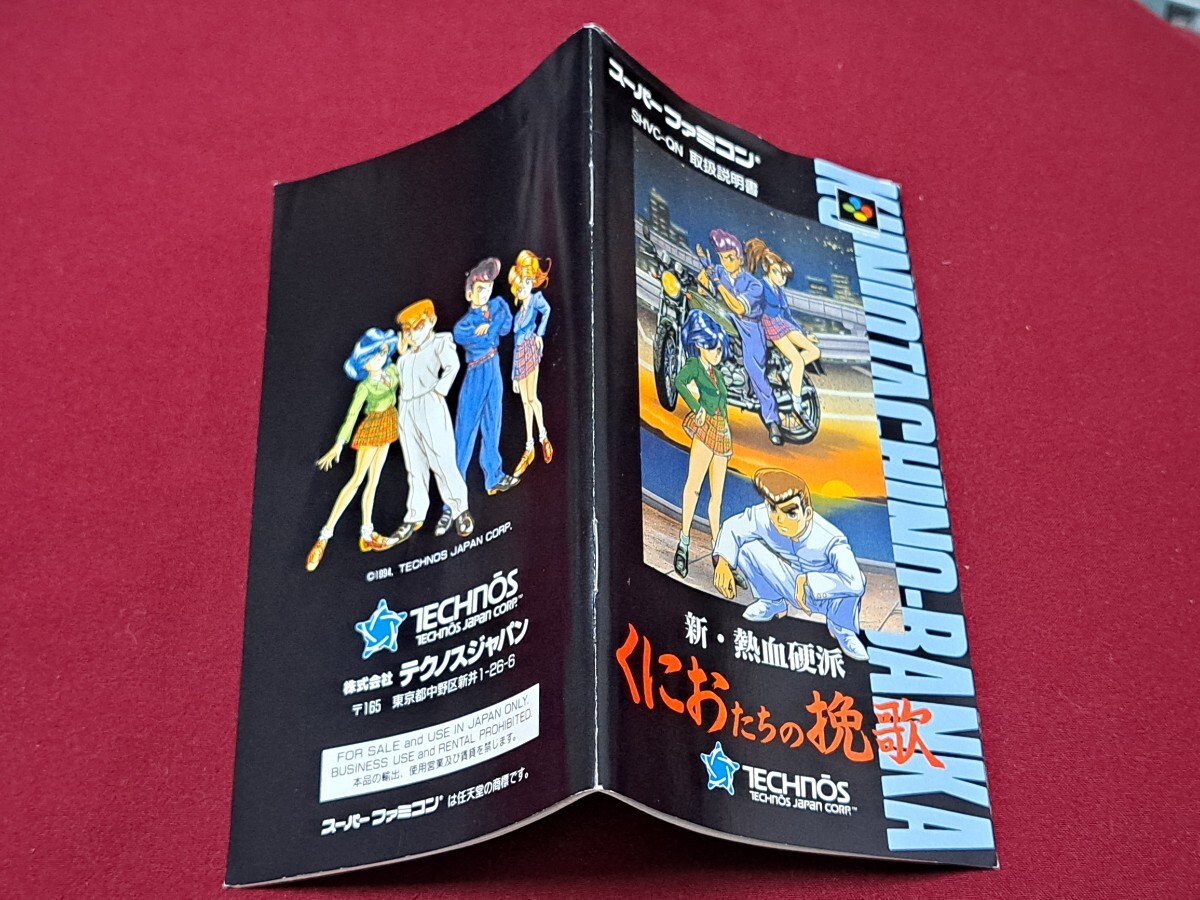 スーパーファミコン®
SHVC-ON 取扱説明書
KUNIOTACHINO-BANKA
新・熱血硬派
くにおたちの挽歌
TECHNŌS
TECHNŌS JAPAN CORP.™
©1994, TECHNOS JAPAN CORP.
TECHNŌS
TECHNŌS JAPAN CORP.™
株式会社 テクノスジャパン
〒165 東京都中野区新井1-26-6
FOR SALE and USE IN JAPAN ONLY.
BUSINESS USE and RENTAL PROHIBITED.
本品の輸出、使用営業及び賃貸を禁じます。
スーパーファミコン®は任天堂の商標です。